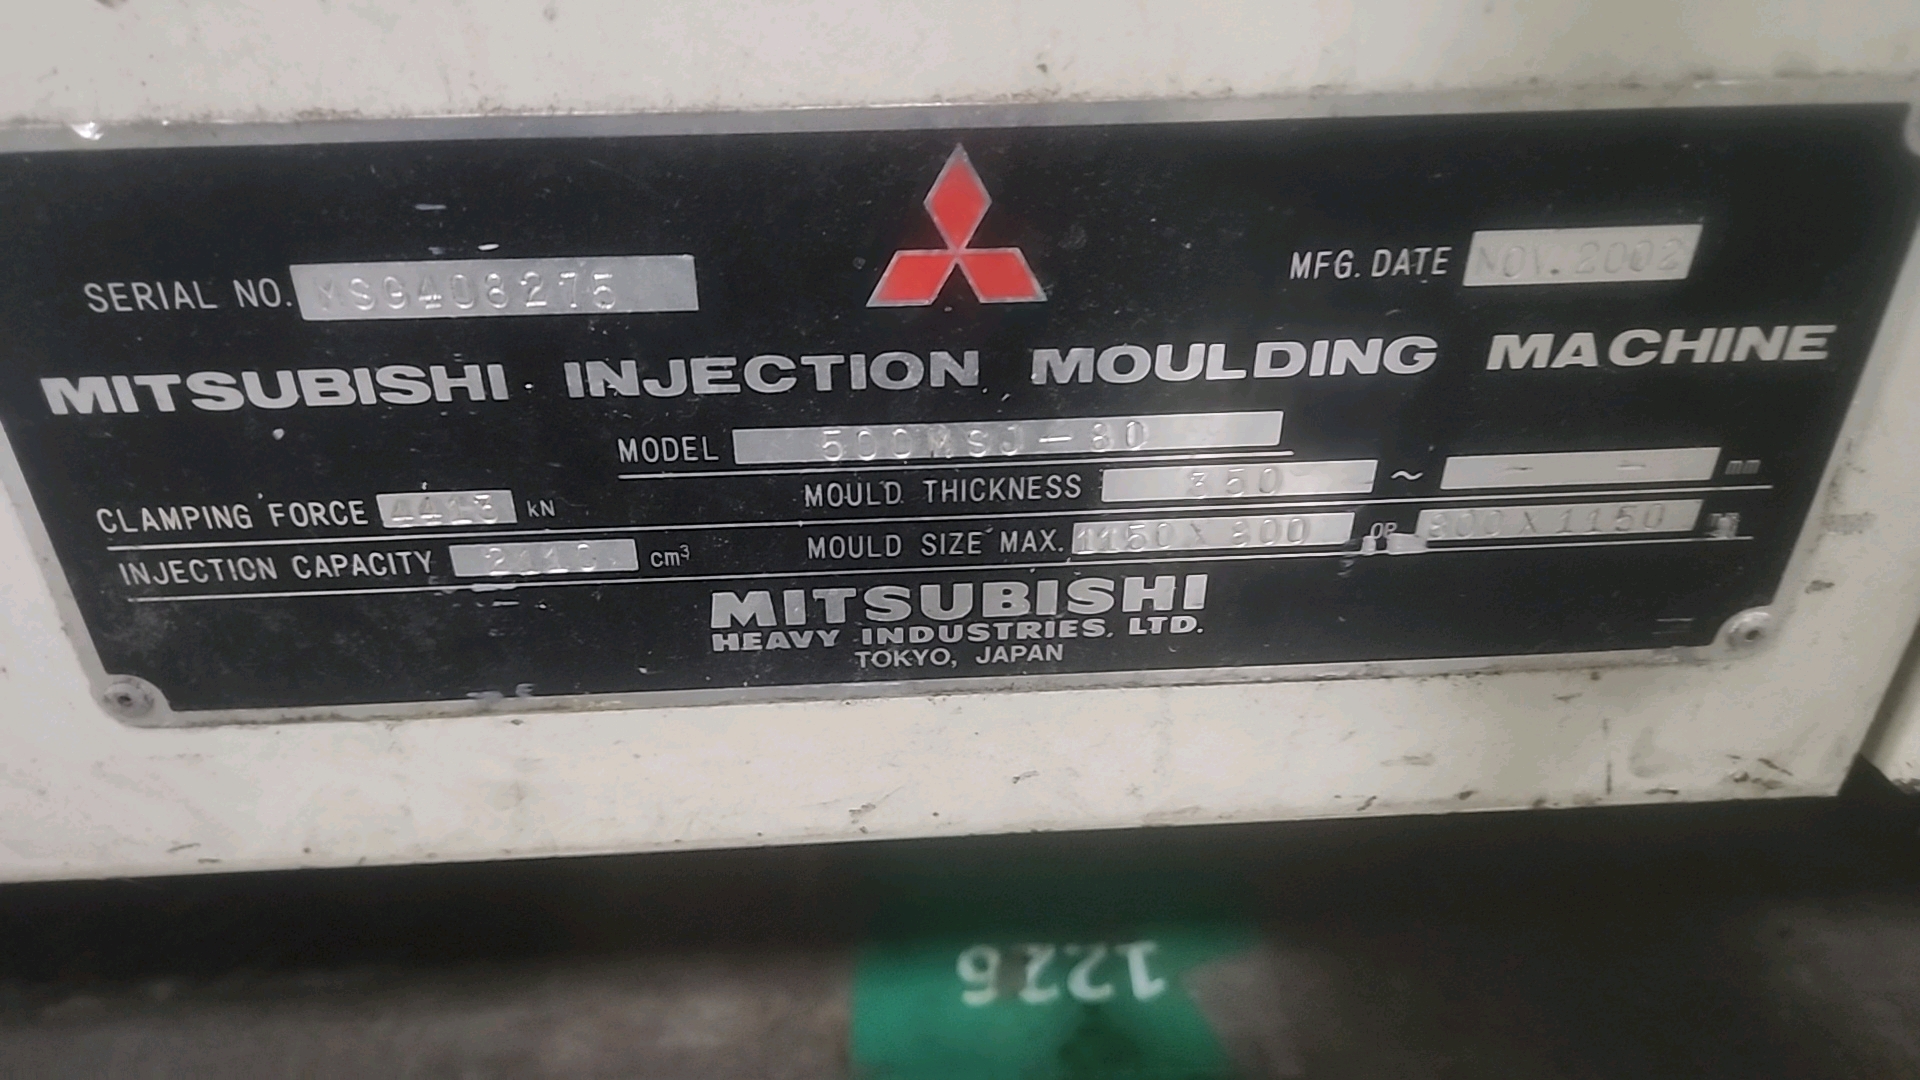 SERIAL NO. MSG408275 MFG. DATE NOV. 2002
MITSUBISHI INJECTION MOULDING MACHINE
MODEL 500MSJ-80
CLAMPING FORCE 4413 kN MOULD THICKNESS 350 ~ — — mm
INJECTION CAPACITY 2110 cm³ MOULD SIZE MAX. 1150 X 800 OR 800 X 1150
MITSUBISHI
HEAVY INDUSTRIES, LTD.
TOKYO, JAPAN